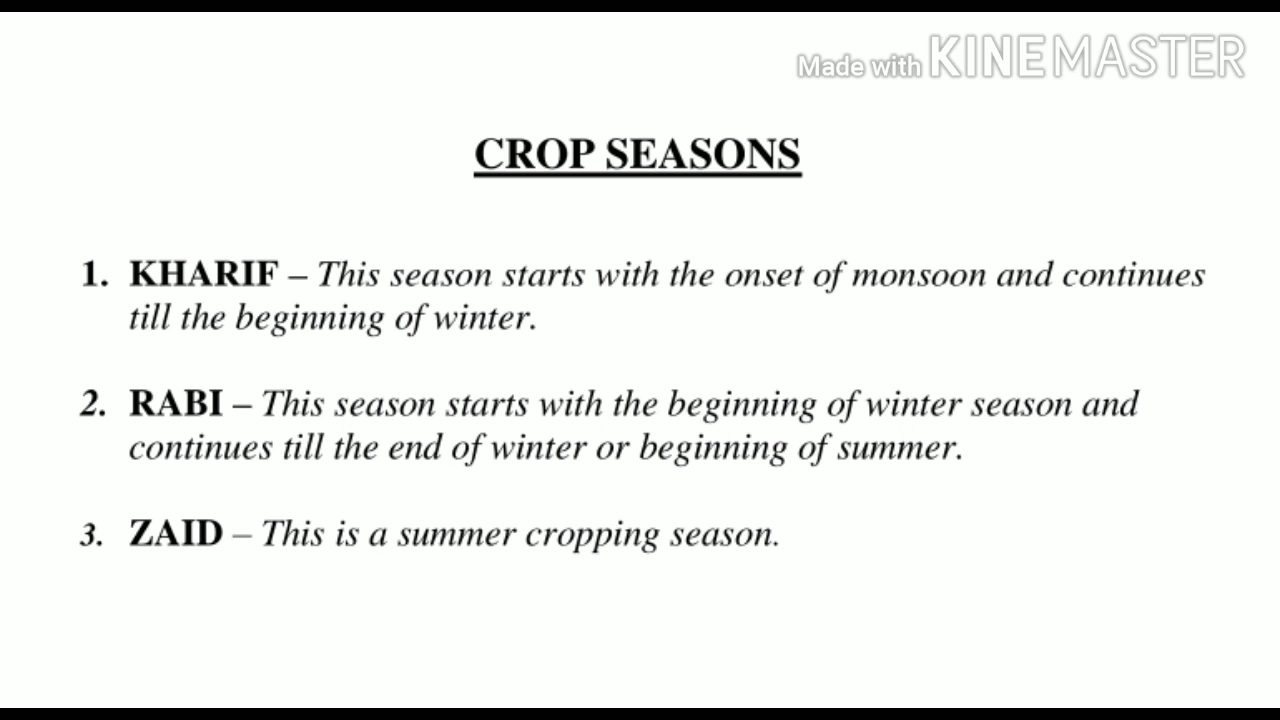 Made with KINEMASTER
CROP SEASONS
1. KHARIF – This season starts with the onset of monsoon and continues
till the beginning of winter.
2. RABI – This season starts with the beginning of winter season and
continues till the end of winter or beginning of summer.
3. ZAID – This is a summer cropping season.